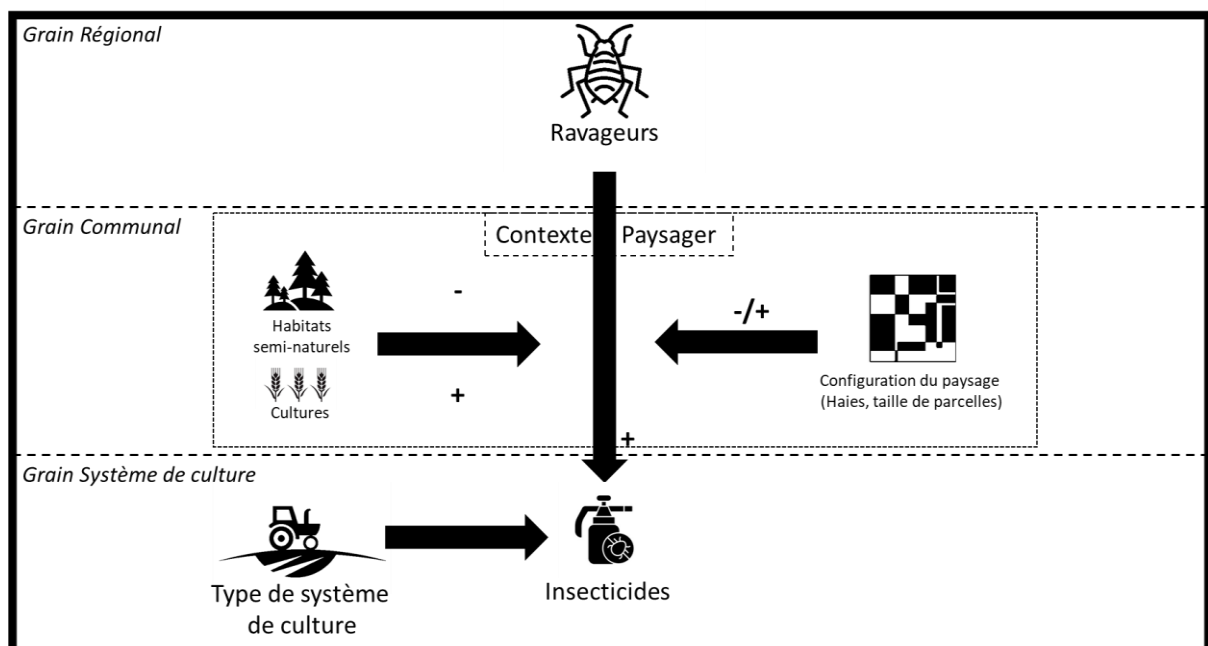 Grain Régional
Ravageurs
Grain Communal
Contexte Paysager
-
Habitats
semi-naturels
+
Cultures
-/+
Configuration du paysage
(Haies, taille de parcelles)
+
Grain Système de culture
Type de système
de culture
Insecticides